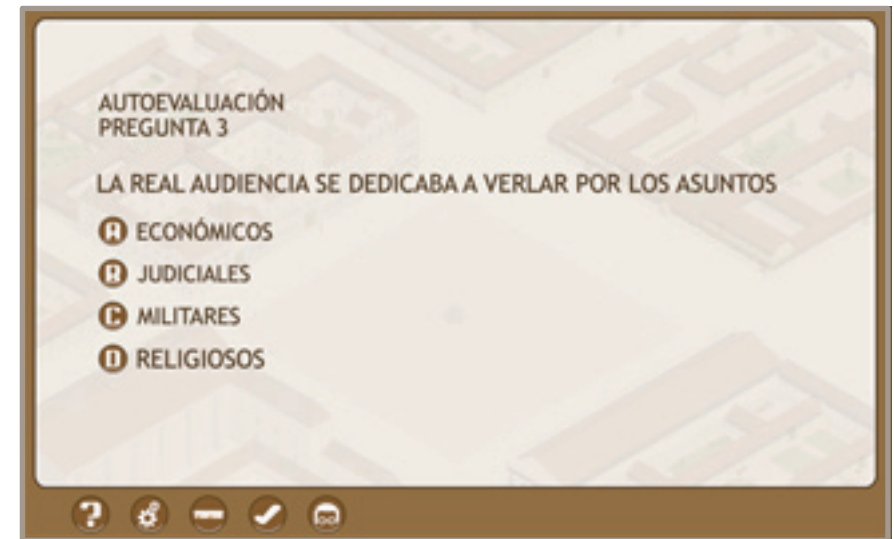 AUTOEVALUACIÓN
PREGUNTA 3
LA REAL AUDIENCIA SE DEDICABA A VERLAR POR LOS ASUNTOS
A ECONÓMICOS
B JUDICIALES
C MILITARES
D RELIGIOSOS
?